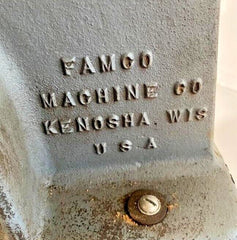 FAMCO
MACHINE CO
KENOSHA, WIS
U S A